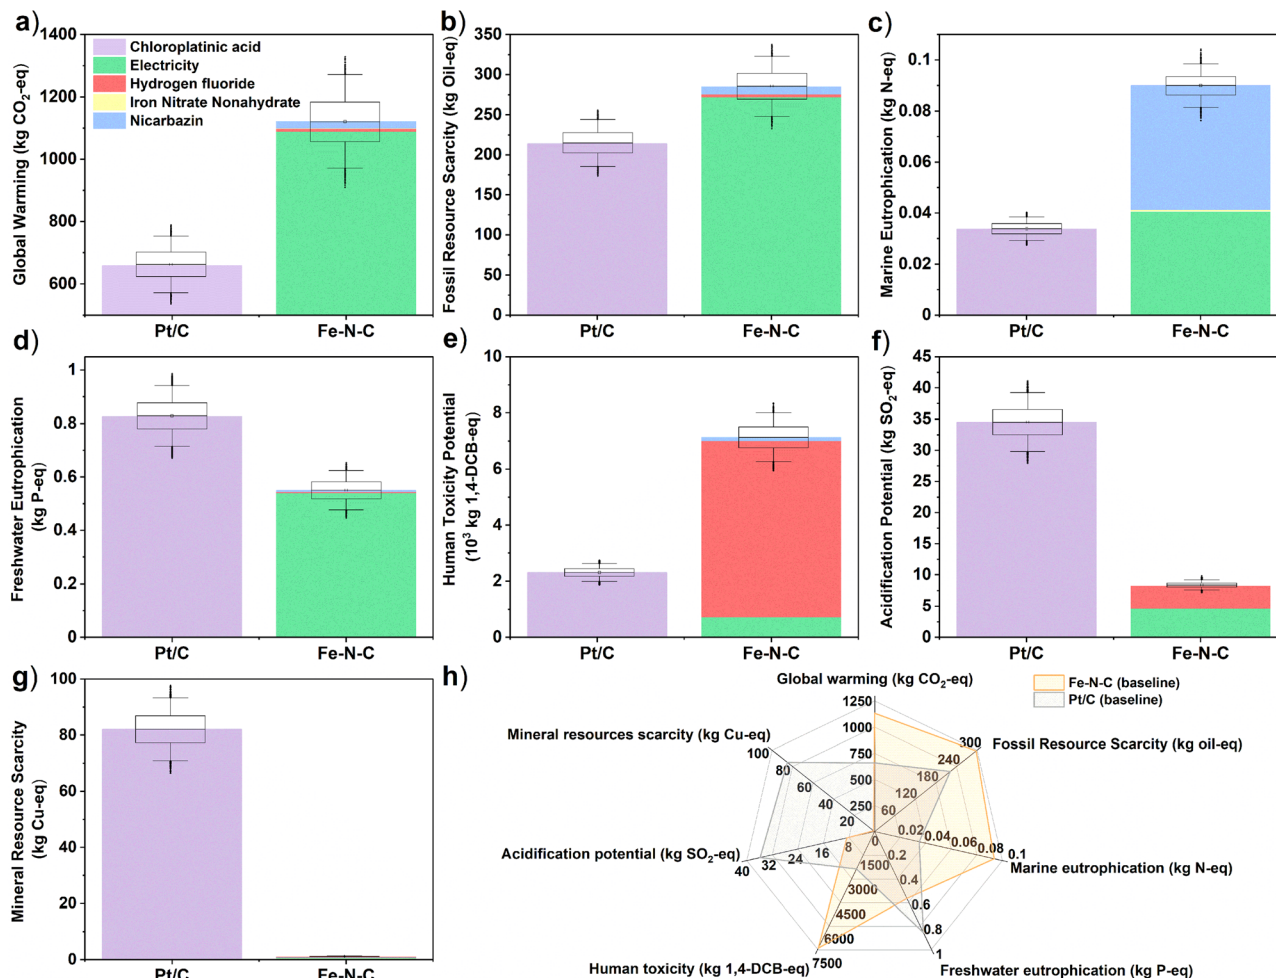 a)
Global Warming (kg CO₂-eq)
1400
1200
1000
800
600
Chloroplatinic acid
Electricity
Hydrogen fluoride
Iron Nitrate Nonahydrate
Nicarbazin
Pt/C
Fe-N-C
b)
Fossil Resource Scarcity (kg Oil-eq)
350
300
250
200
150
100
50
0
Pt/C
Fe-N-C
c)
Marine Eutrophication (kg N-eq)
0.1
0.08
0.06
0.04
0.02
0
Pt/C
Fe-N-C
d)
Freshwater Eutrophication
(kg P-eq)
1
0.8
0.6
0.4
0.2
0
Pt/C
Fe-N-C
e)
Human Toxicity Potential
(10³ kg 1,4-DCB-eq)
10
8
6
4
2
0
Pt/C
Fe-N-C
f)
Acidification Potential (kg SO₂-eq)
45
40
35
30
25
20
15
10
5
0
Pt/C
Fe-N-C
g)
Mineral Resource Scarcity
(kg Cu-eq)
100
80
60
40
20
0
Pt/C
Fe-N-C
h)
Fe-N-C (baseline)
Pt/C (baseline)
Global warming (kg CO₂-eq)
1250
1000
750
500
250
0
Fossil Resource Scarcity (kg oil-eq)
300
240
180
120
60
Marine eutrophication (kg N-eq)
0.02
0.04
0.06
0.08
0.1
Freshwater eutrophication (kg P-eq)
0.2
0.4
0.6
0.8
1
Human toxicity (kg 1,4-DCB-eq)
1500
3000
4500
6000
7500
Acidification potential (kg SO₂-eq)
8
16
24
32
40
Mineral resources scarcity (kg Cu-eq)
20
40
60
80
100